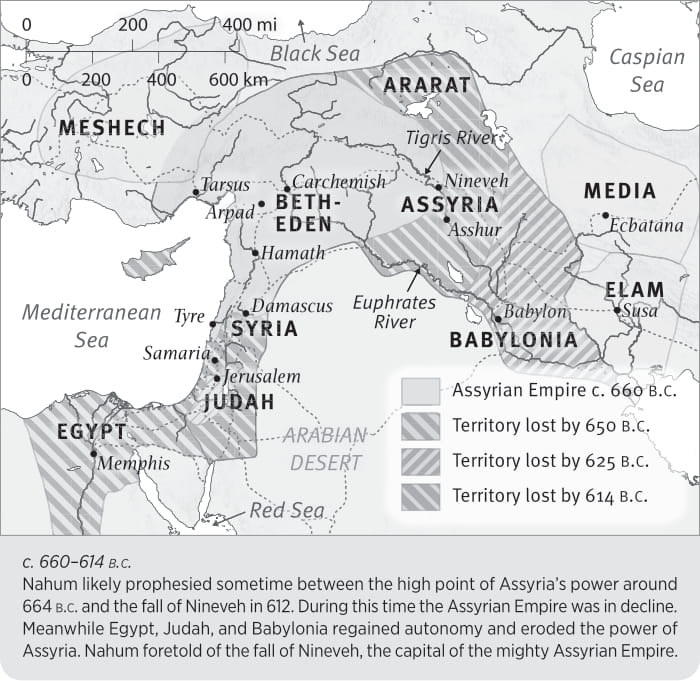 0 200 400 mi
0 200 400 600 km
Black Sea
Caspian
Sea
ARARAT
MESHECH
Tigris River
Tarsus
Carchemish
Nineveh
Arpad
BETH-
EDEN
ASSYRIA
MEDIA
Asshur
Ecbatana
Hamath
ELAM
Mediterranean
Sea
Tyre
Damascus
Euphrates
River
Babylon
Susa
SYRIA
BABYLONIA
Samaria
Jerusalem
JUDAH
EGYPT
ARABIAN
DESERT
Memphis
Red Sea
Assyrian Empire c. 660 B.C.
Territory lost by 650 B.C.
Territory lost by 625 B.C.
Territory lost by 614 B.C.
c. 660–614 B.C.
Nahum likely prophesied sometime between the high point of Assyria’s power around
664 B.C. and the fall of Nineveh in 612. During this time the Assyrian Empire was in decline.
Meanwhile Egypt, Judah, and Babylonia regained autonomy and eroded the power of
Assyria. Nahum foretold of the fall of Nineveh, the capital of the mighty Assyrian Empire.